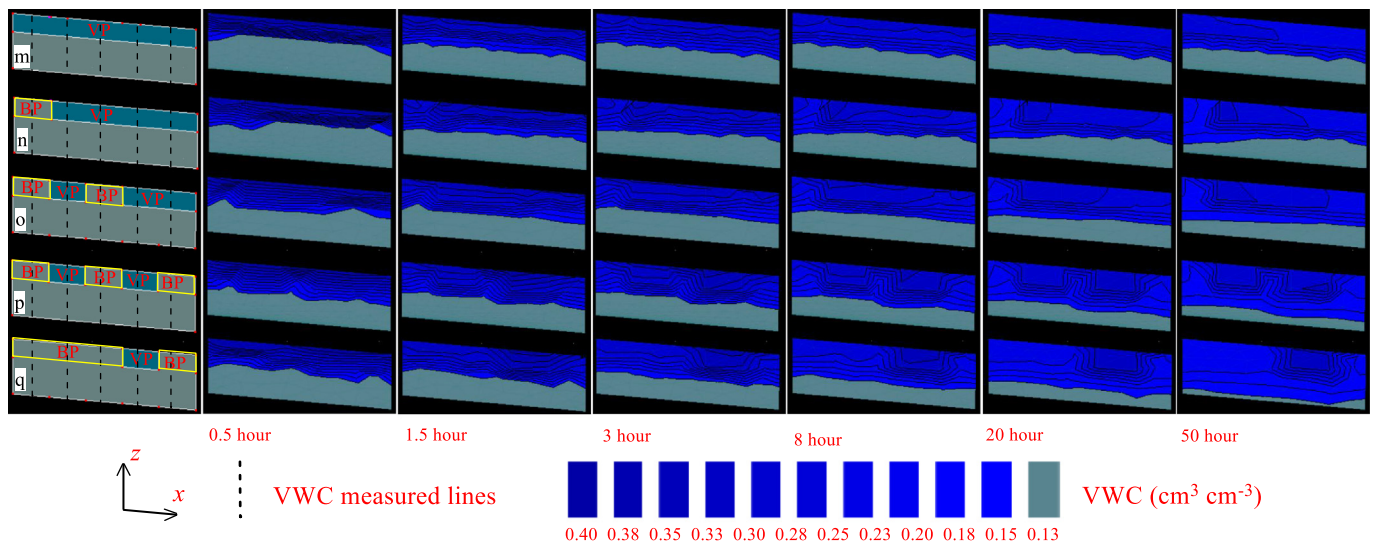 VP
m
BP VP
n
BP VP BP VP
o
BP VP BP VP BP
p
BP VP BP
q
0.5 hour 1.5 hour 3 hour 8 hour 20 hour 50 hour
z
x
VWC measured lines
VWC (cm³ cm⁻³)
0.40 0.38 0.35 0.33 0.30 0.28 0.25 0.23 0.20 0.18 0.15 0.13